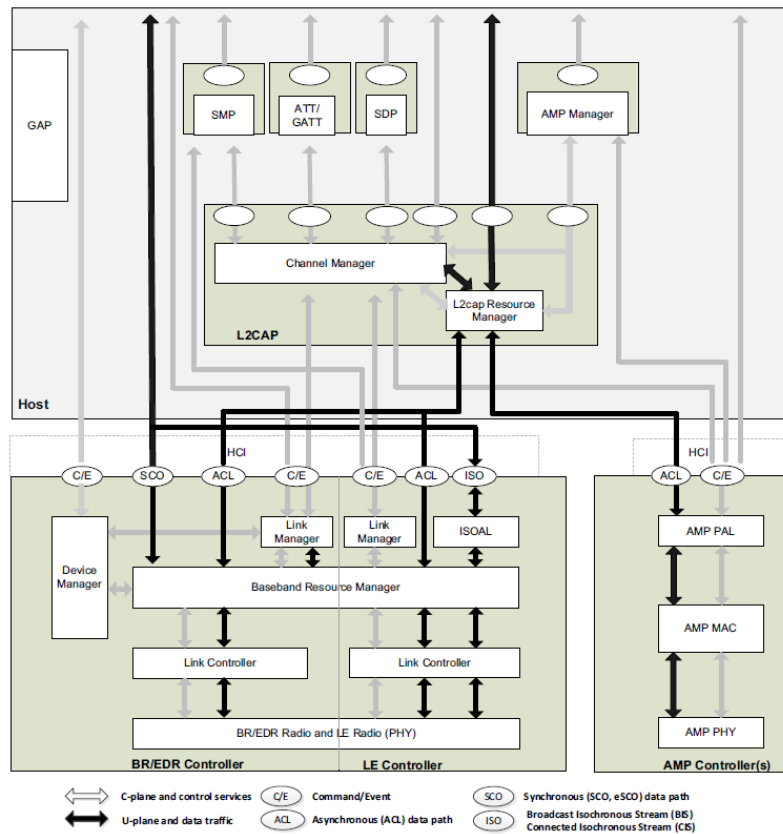 GAP
SMP
ATT/
GATT
SDP
AMP Manager
Channel Manager
L2cap Resource
Manager
L2CAP
Host
HCI
HCI
C/E
SCO
ACL
C/E
C/E
ACL
ISO
ACL
C/E
Device
Manager
Link
Manager
Link
Manager
ISOAL
AMP PAL
Baseband Resource Manager
AMP MAC
Link Controller
Link Controller
BR/EDR Radio and LE Radio (PHY)
AMP PHY
BR/EDR Controller
LE Controller
AMP Controller(s)
C-plane and control services
C/E
Command/Event
SCO
Synchronous (SCO, eSCO) data path
U-plane and data traffic
ACL
Asynchronous (ACL) data path
ISO
Broadcast Isochronous Stream (BIS)
Connected Isochronous Stream (CIS)